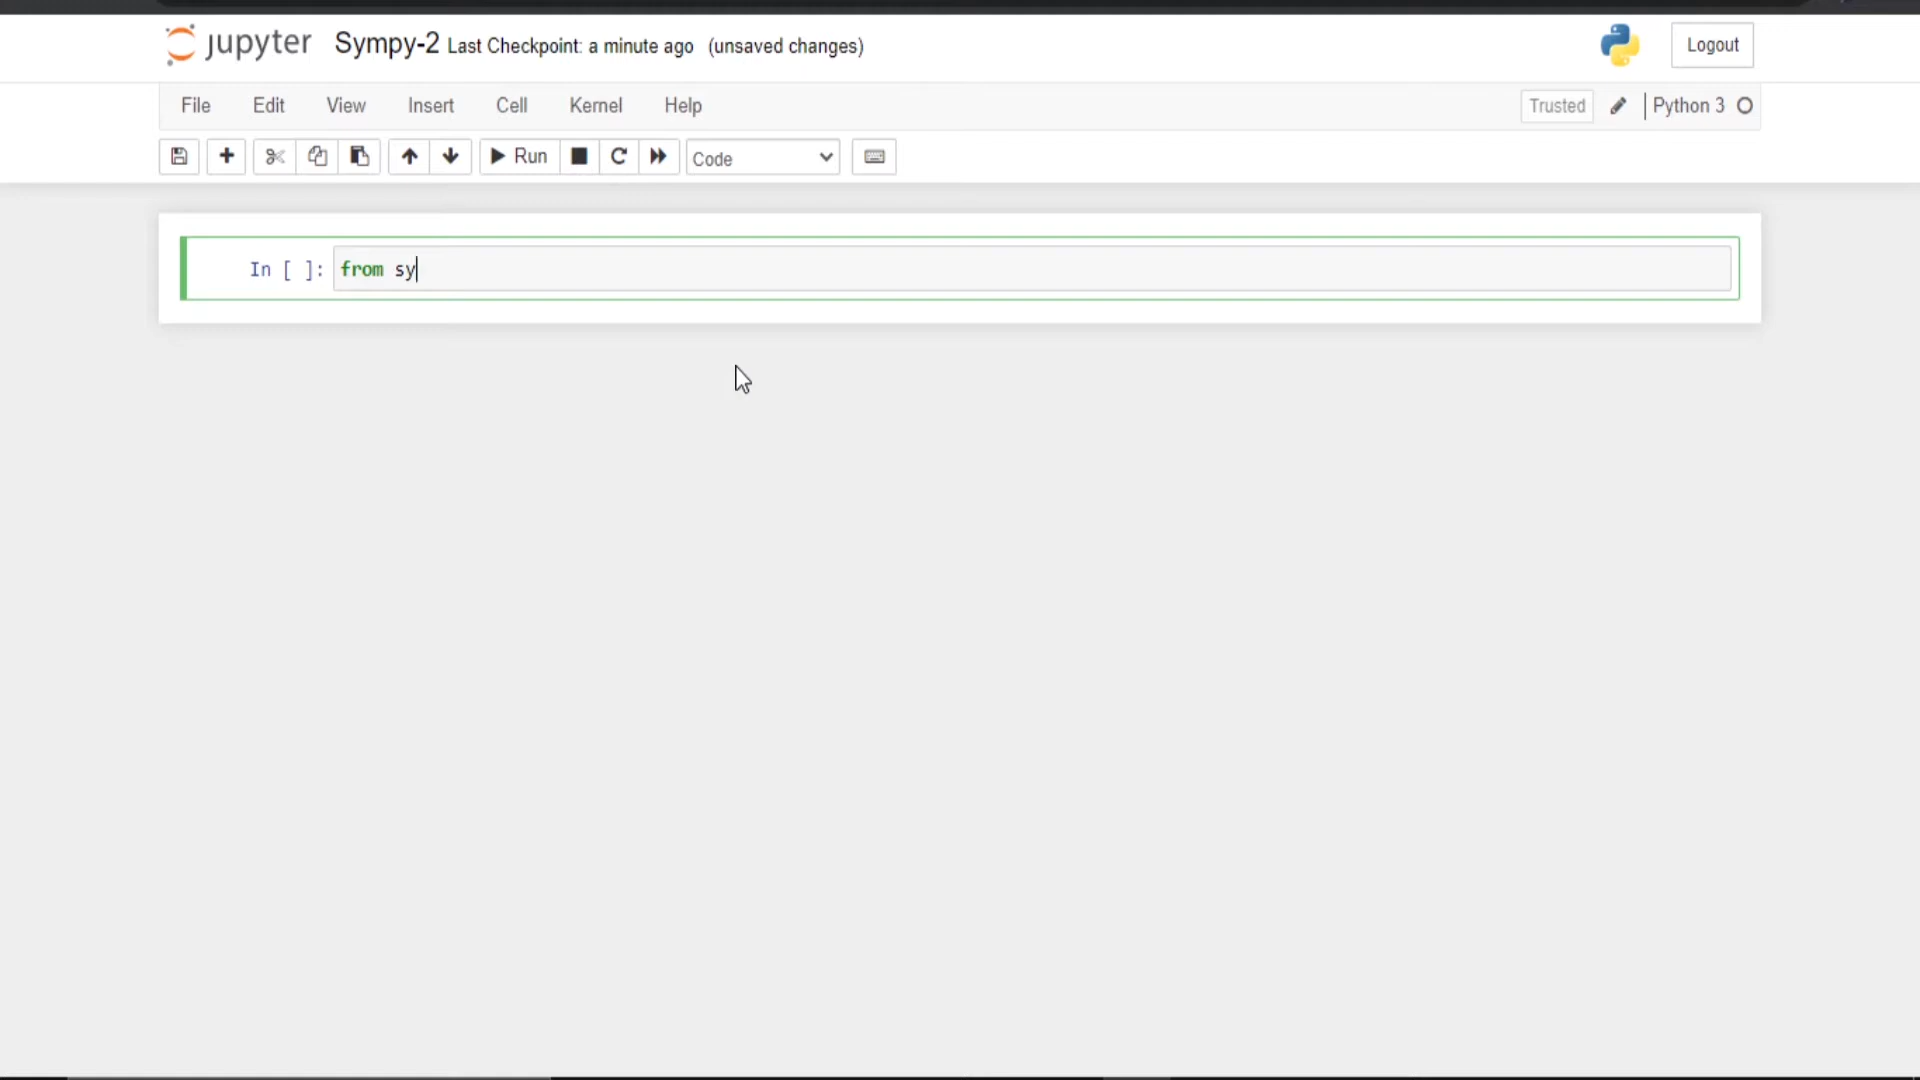 jupyter Sympy-2 Last Checkpoint: a minute ago (unsaved changes) Logout
File Edit View Insert Cell Kernel Help Trusted Python 3
Run Code
In [ ]: from sy